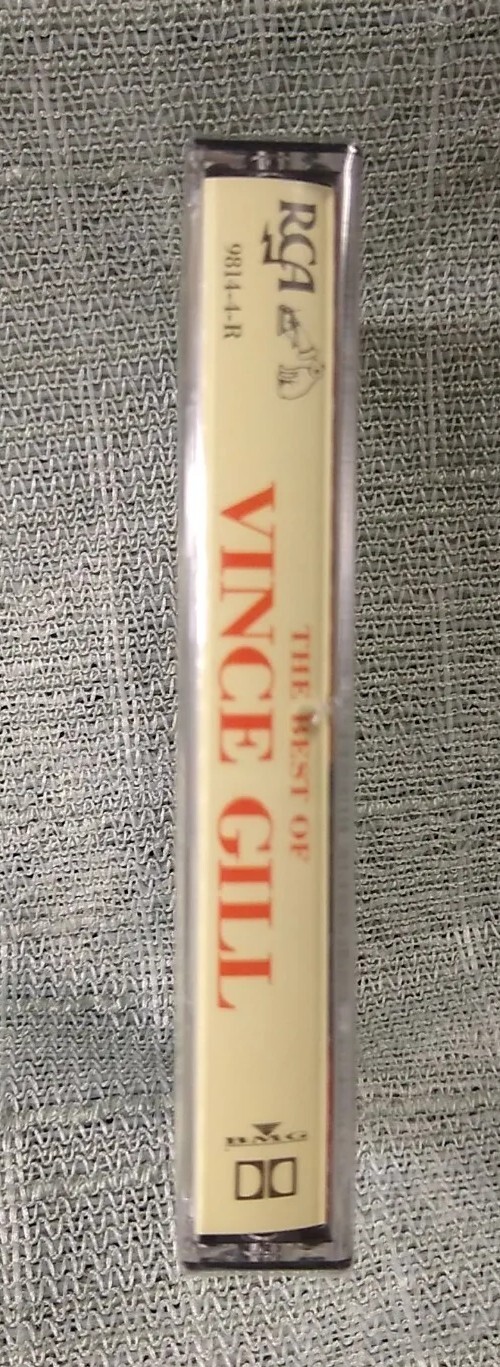 RCA
9814-4-R
THE BEST OF
VINCE GILL
BMG